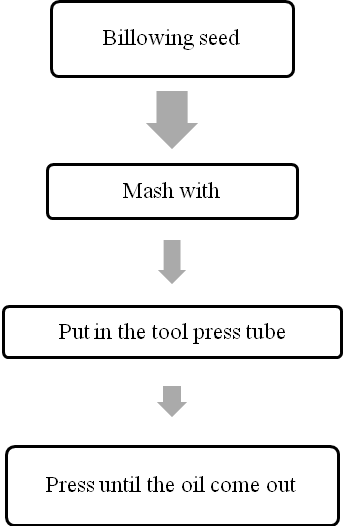 Billowing seed
Mash with
Put in the tool press tube
Press until the oil come out